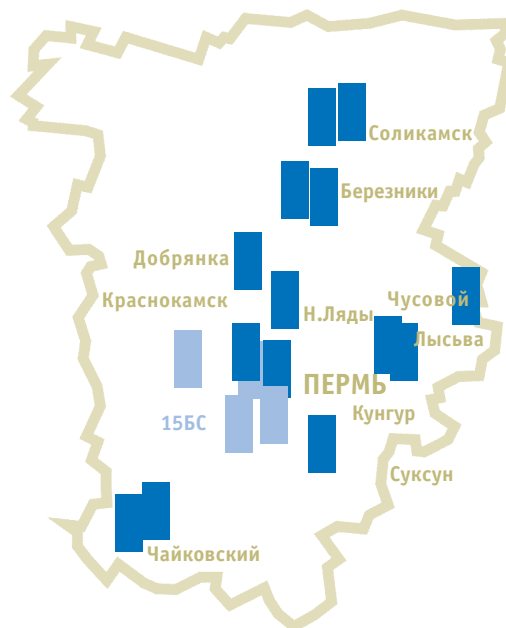 Соликамск
Березники
Добрянка
Краснокамск
Чусовой
Н.Ляды
Лысьва
ПЕРМЬ
Кунгур
15БС
Суксун
Чайковский